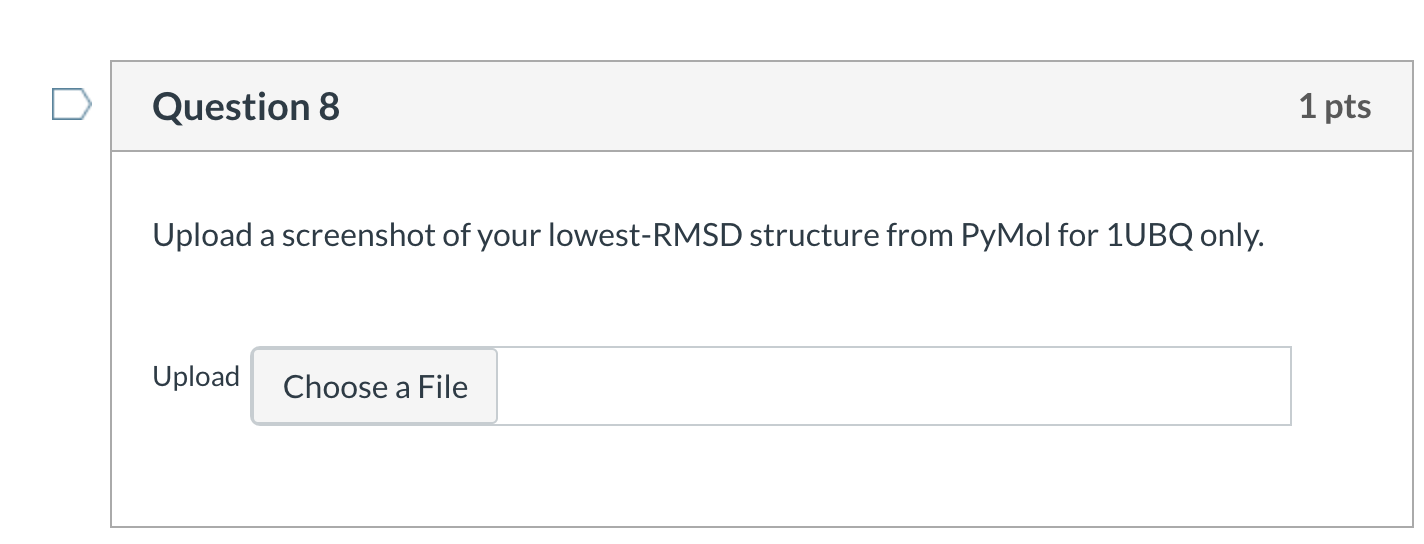 Question 8
1 pts
Upload a screenshot of your lowest-RMSD structure from PyMol for 1UBQ only.
Upload
Choose a File